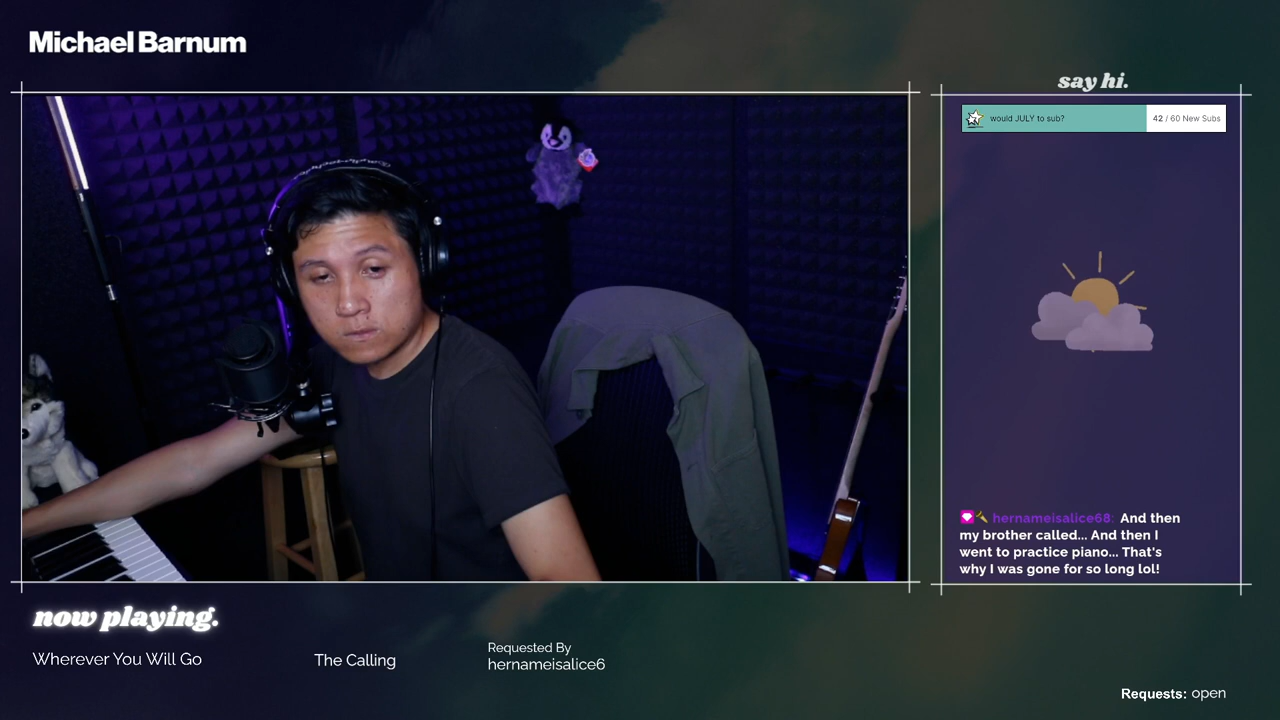 Michael Barnum
say hi.
would JULY to sub?
42 / 60 New Subs
hernameisalice68: And then
my brother called... And then I
went to practice piano... That's
why I was gone for so long lol!
now playing.
Wherever You Will Go
The Calling
Requested By
hernameisalice6
Requests: open